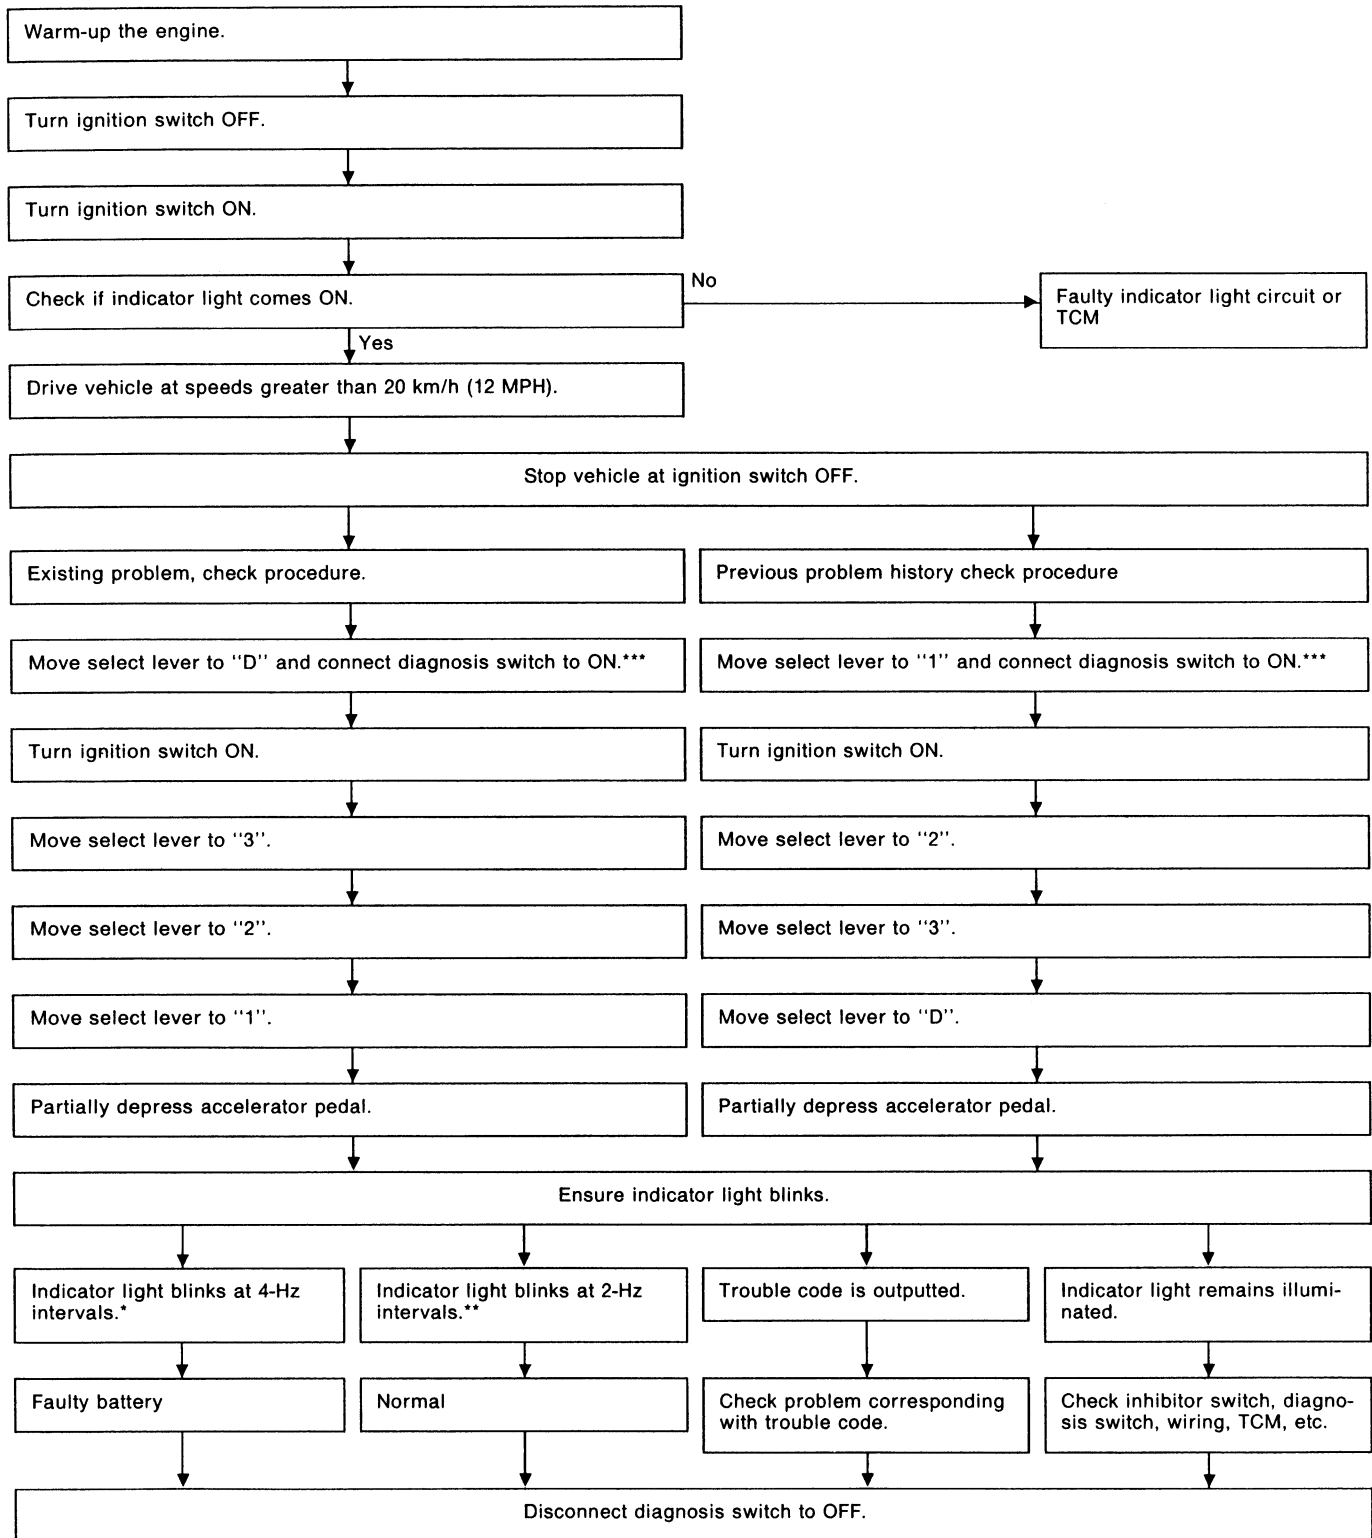 Warm-up the engine.
Turn ignition switch OFF.
Turn ignition switch ON.
Check if indicator light comes ON.
No
Faulty indicator light circuit or
TCM
Yes
Drive vehicle at speeds greater than 20 km/h (12 MPH).
Stop vehicle at ignition switch OFF.
Existing problem, check procedure.
Previous problem history check procedure
Move select lever to "D" and connect diagnosis switch to ON.***
Move select lever to "1" and connect diagnosis switch to ON.***
Turn ignition switch ON.
Turn ignition switch ON.
Move select lever to "3".
Move select lever to "2".
Move select lever to "2".
Move select lever to "3".
Move select lever to "1".
Move select lever to "D".
Partially depress accelerator pedal.
Partially depress accelerator pedal.
Ensure indicator light blinks.
Indicator light blinks at 4-Hz
intervals.*
Indicator light blinks at 2-Hz
intervals.**
Trouble code is outputted.
Indicator light remains illumi-
nated.
Faulty battery
Normal
Check problem corresponding
with trouble code.
Check inhibitor switch, diagno-
sis switch, wiring, TCM, etc.
Disconnect diagnosis switch to OFF.